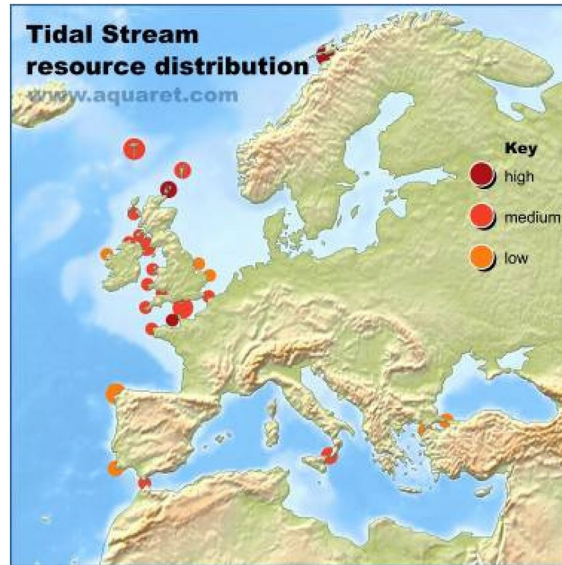 Tidal Stream
resource distribution
www.aquaret.com
Key
high
medium
low